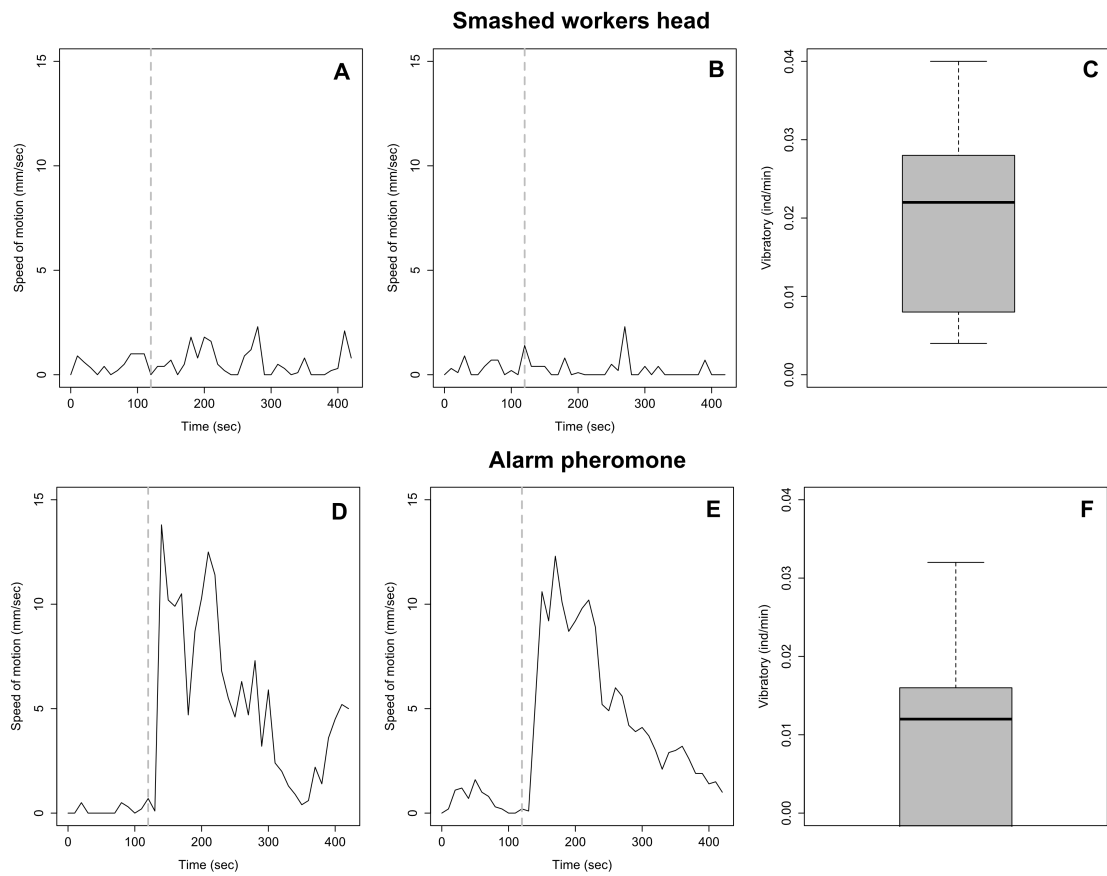 Smashed workers head
A
Speed of motion (mm/sec)
15
10
5
0
0 100 200 300 400
Time (sec)
B
Speed of motion (mm/sec)
15
10
5
0
0 100 200 300 400
Time (sec)
C
Vibratory (ind/min)
0.04
0.03
0.02
0.01
0.00
Alarm pheromone
D
Speed of motion (mm/sec)
15
10
5
0
0 100 200 300 400
Time (sec)
E
Speed of motion (mm/sec)
15
10
5
0
0 100 200 300 400
Time (sec)
F
Vibratory (ind/min)
0.04
0.03
0.02
0.01
0.00